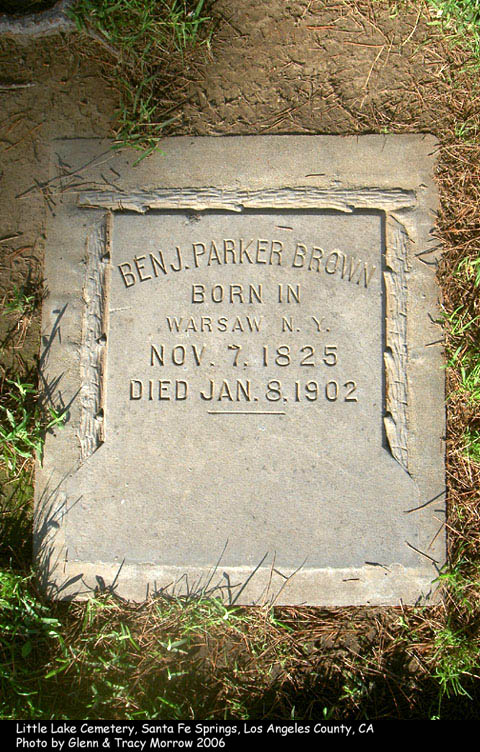 BENJ. PARKER BROWN
BORN IN
WARSAW N. Y.
NOV. 7, 1825
DIED JAN. 8, 1902
Little Lake Cemetery, Santa Fe Springs, Los Angeles County, CA
Photo by Glenn & Tracy Morrow 2006